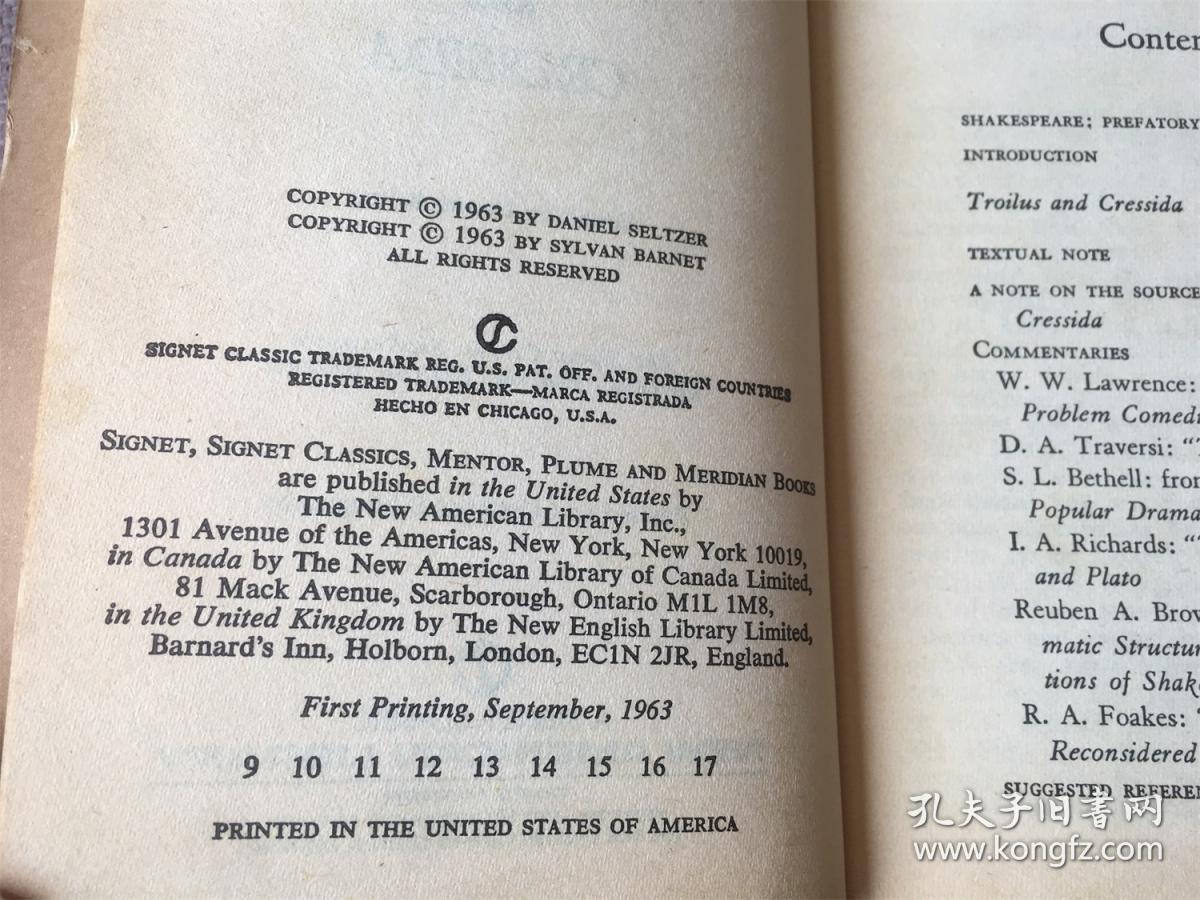 COPYRIGHT © 1963 BY DANIEL SELTZER
COPYRIGHT © 1963 BY SYLVAN BARNET
ALL RIGHTS RESERVED
SIGNET CLASSIC TRADEMARK REG. U.S. PAT. OFF. AND FOREIGN COUNTRIES
REGISTERED TRADEMARK—MARCA REGISTRADA
HECHO EN CHICAGO, U.S.A.
SIGNET, SIGNET CLASSICS, MENTOR, PLUME AND MERIDIAN BOOKS
are published in the United States by
The New American Library, Inc.,
1301 Avenue of the Americas, New York, New York 10019,
in Canada by The New American Library of Canada Limited,
81 Mack Avenue, Scarborough, Ontario M1L 1M8,
in the United Kingdom by The New English Library Limited,
Barnard's Inn, Holborn, London, EC1N 2JR, England.
First Printing, September, 1963
9 10 11 12 13 14 15 16 17
PRINTED IN THE UNITED STATES OF AMERICA
Conten
SHAKESPEARE; PREFATORY
INTRODUCTION
Troilus and Cressida
TEXTUAL NOTE
A NOTE ON THE SOURCE
Cressida
COMMENTARIES
W. W. Lawrence:
Problem Comedi
D. A. Traversi: "T
S. L. Bethell: from
Popular Drama
I. A. Richards: "T
and Plato
Reuben A. Brow
matic Structur
tions of Shak
R. A. Foakes: "
Reconsidered
SUGGESTED REFEREN
孔夫子旧书网
www.kongfz.com